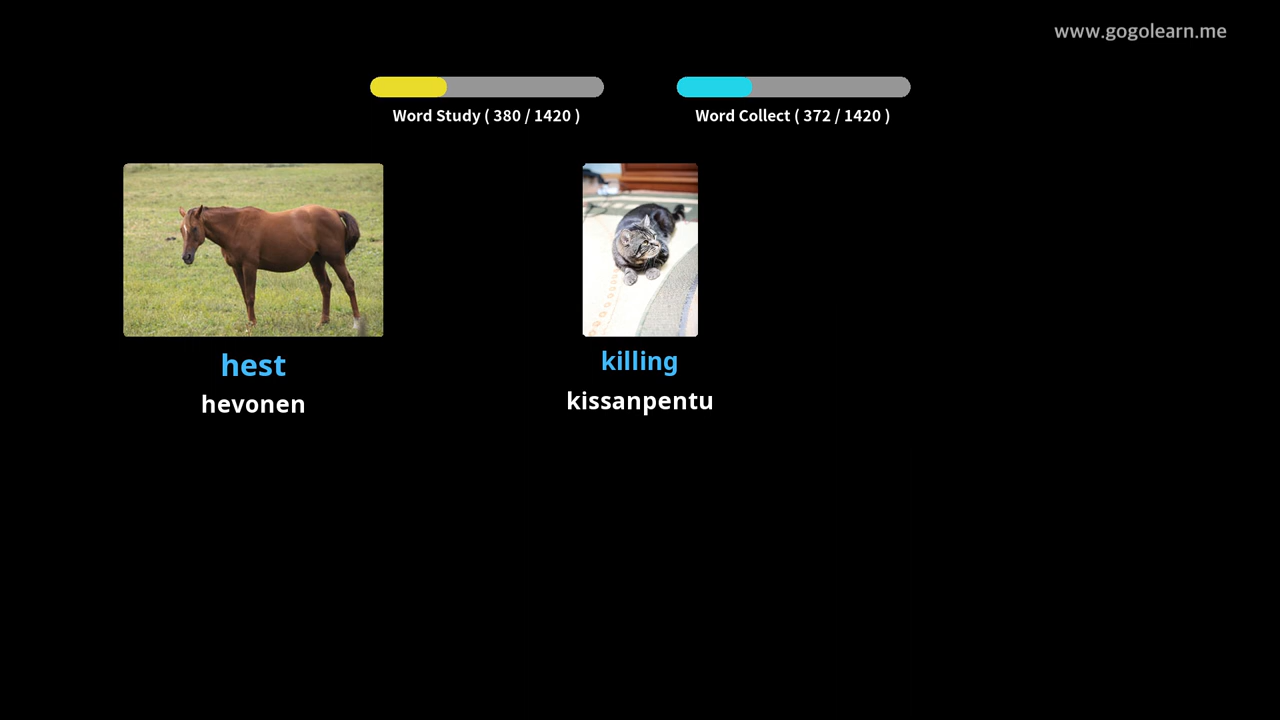 www.gogolearn.me
Word Study ( 380 / 1420 )
Word Collect ( 372 / 1420 )
hest
hevonen
killing
kissanpentu